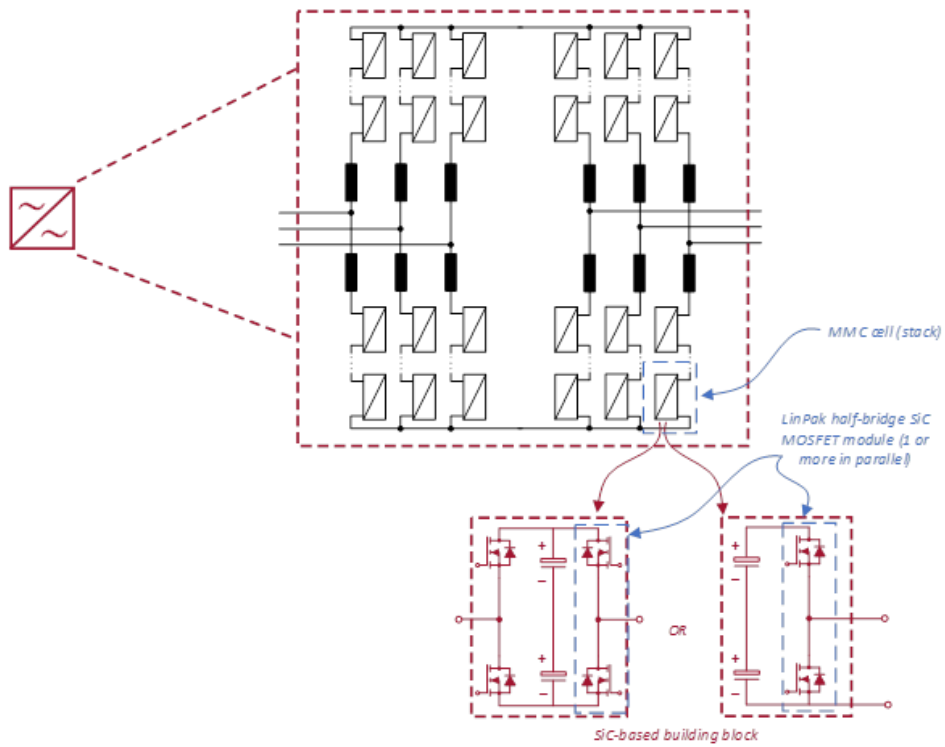 MMC cell (stack)
LinPak half-bridge SiC
MOSFET module (1 or
more in parallel)
+
−
+
−
OR
+
−
+
−
SiC-based building block